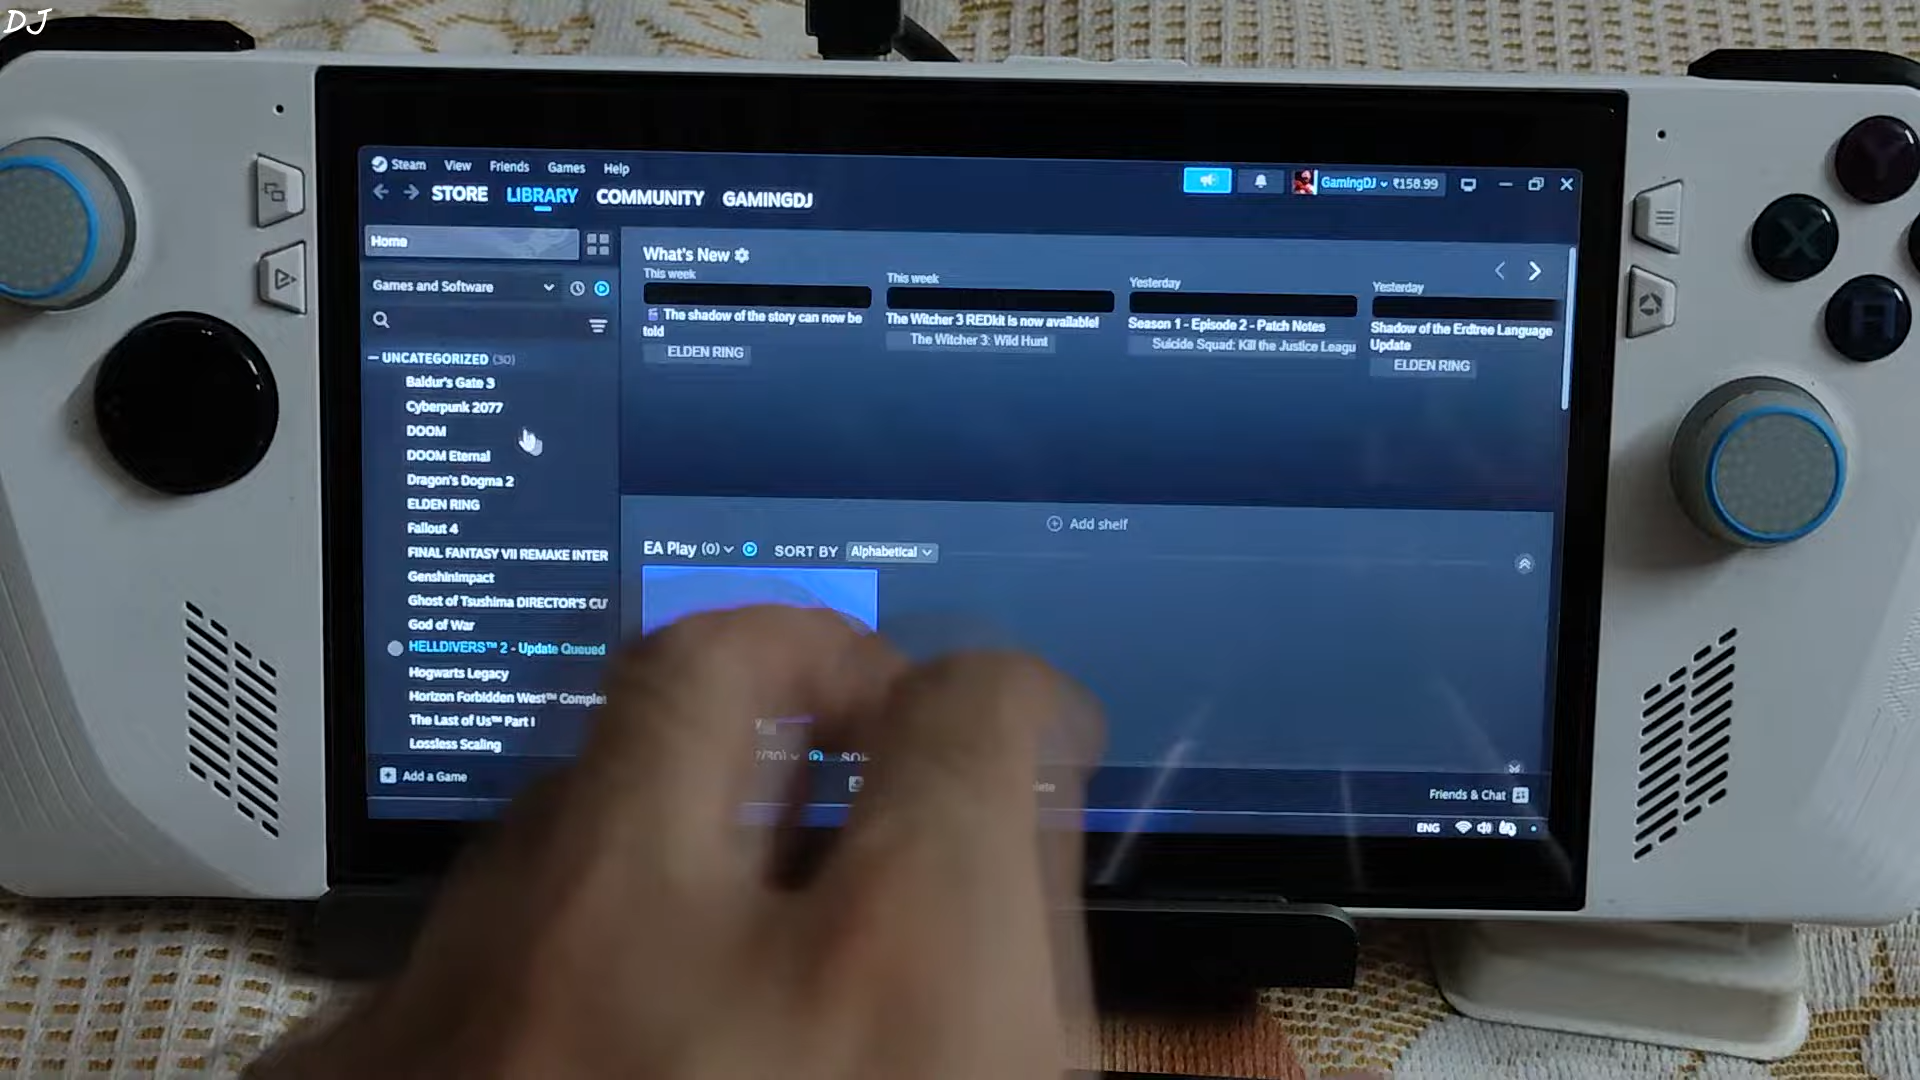 DJ
Steam View Friends Games Help
GamingDJ ₹158.99
STORE LIBRARY COMMUNITY GAMINGDJ
Home
Games and Software
What's New
This week
The shadow of the story can now be
told
ELDEN RING
This week
The Witcher 3 REDkit is now available!
The Witcher 3: Wild Hunt
Yesterday
Season 1 - Episode 2 - Patch Notes
Suicide Squad: Kill the Justice Leagu
Yesterday
Shadow of the Erdtree Language
Update
ELDEN RING
UNCATEGORIZED (30)
Baldur's Gate 3
Cyberpunk 2077
DOOM
DOOM Eternal
Dragon's Dogma 2
ELDEN RING
Fallout 4
FINAL FANTASY VII REMAKE INTER
GenshinImpact
Ghost of Tsushima DIRECTOR'S CU
God of War
HELLDIVERS™ 2 - Update Queued
Hogwarts Legacy
Horizon Forbidden West™ Comple
The Last of Us™ Part I
Lossless Scaling
Add shelf
EA Play (0) SORT BY Alphabetical
Add a Game
Friends & Chat
ENG
Y
X
A